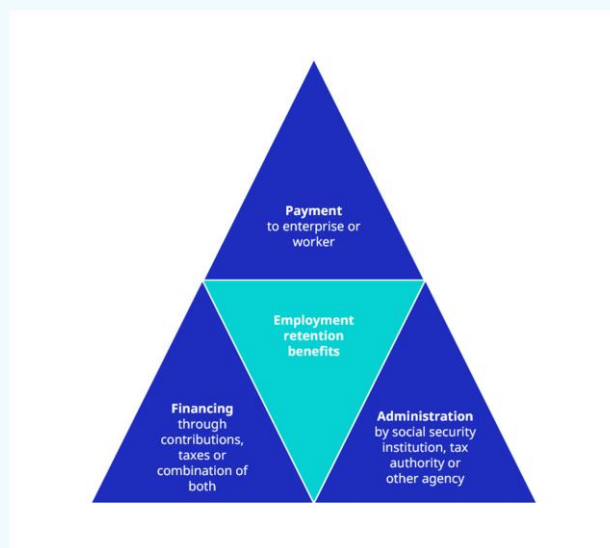 Payment
to enterprise or
worker
Employment
retention
benefits
Financing
through
contributions,
taxes or
combination of
both
Administration
by social security
institution, tax
authority or
other agency